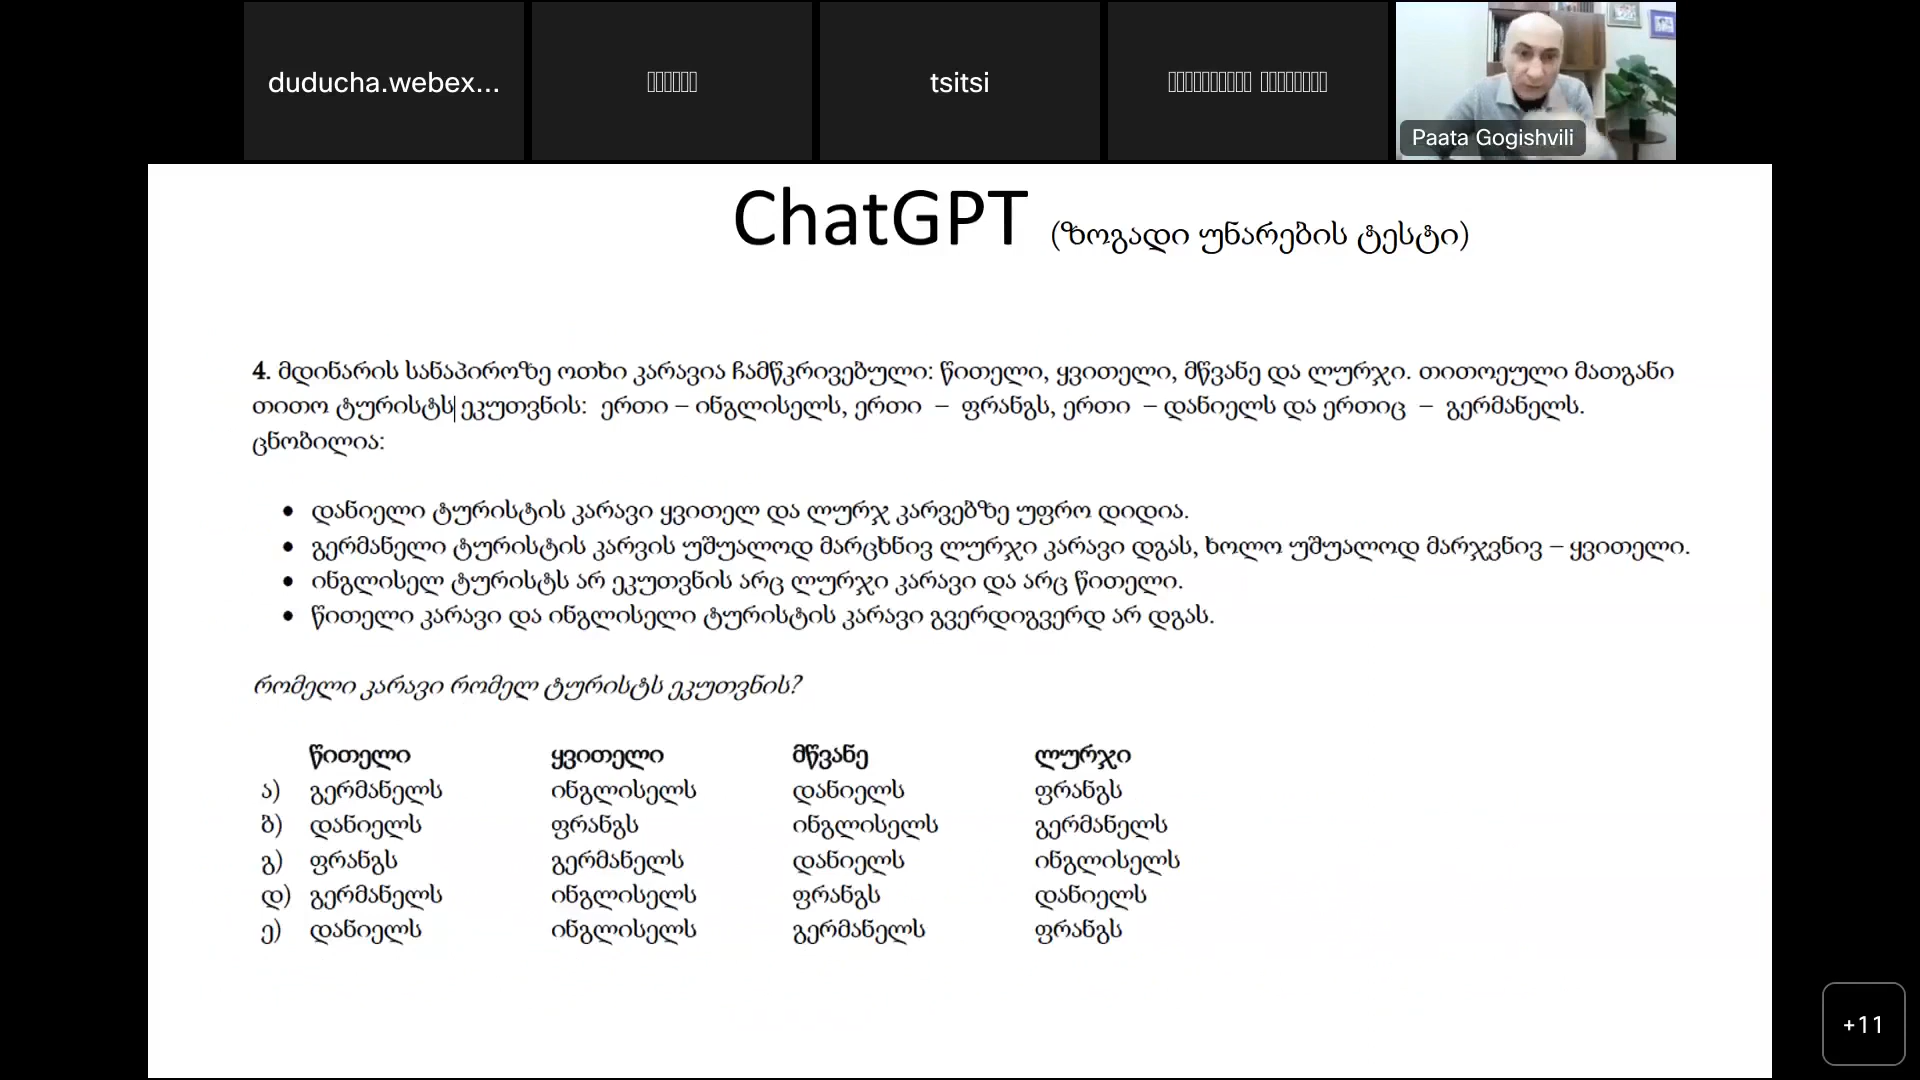 duducha.webex...
tsitsi
Paata Gogishvili
ChatGPT (ზოგადი უნარების ტესტი)
4. მდინარის სანაპიროზე ოთხი კარავია ჩამწკრივებული: წითელი, ყვითელი, მწვანე და ლურჯი. თითოეული მათგანი
თითო ტურისტს ეკუთვნის: ერთი – ინგლისელს, ერთი – ფრანგს, ერთი – დანიელს და ერთიც – გერმანელს.
ცნობილია:
• დანიელი ტურისტის კარავი ყვითელ და ლურჯ კარვებზე უფრო დიდია.
• გერმანელი ტურისტის კარვის უშუალოდ მარცხნივ ლურჯი კარავი დგას, ხოლო უშუალოდ მარჯვნივ – ყვითელი.
• ინგლისელ ტურისტს არ ეკუთვნის არც ლურჯი კარავი და არც წითელი.
• წითელი კარავი და ინგლისელი ტურისტის კარავი გვერდიგვერდ არ დგას.
რომელი კარავი რომელ ტურისტს ეკუთვნის?
წითელი ყვითელი მწვანე ლურჯი
ა) გერმანელს ინგლისელს დანიელს ფრანგს
ბ) დანიელს ფრანგს ინგლისელს გერმანელს
გ) ფრანგს გერმანელს დანიელს ინგლისელს
დ) გერმანელს ინგლისელს ფრანგს დანიელს
ე) დანიელს ინგლისელს გერმანელს ფრანგს
+11